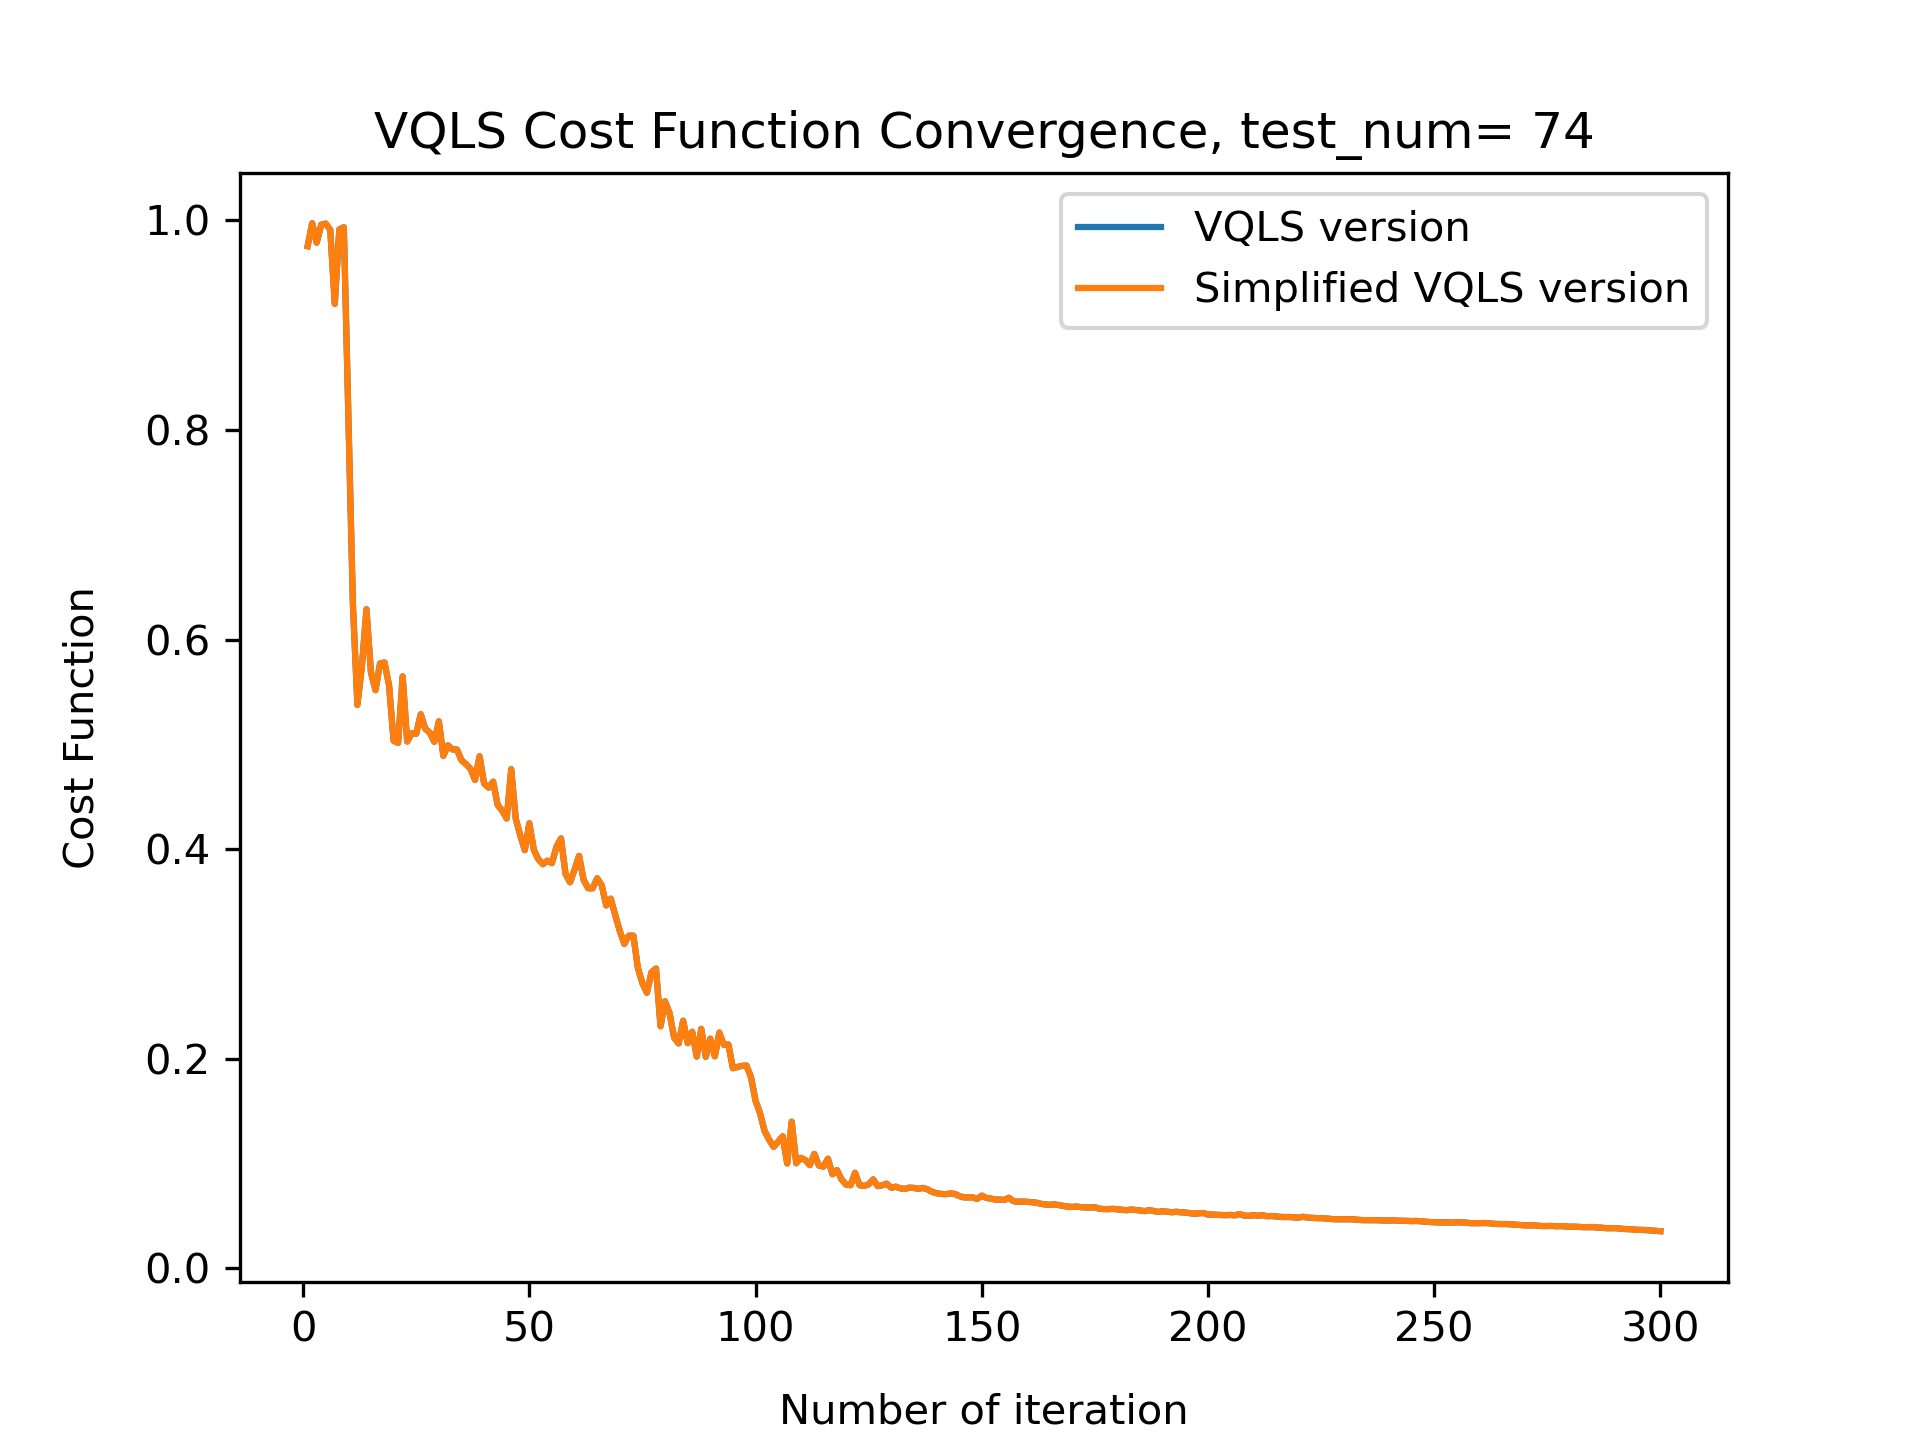 VQLS Cost Function Convergence, test_num= 74
VQLS version
Simplified VQLS version
Cost Function
1.0
0.8
0.6
0.4
0.2
0.0
0 50 100 150 200 250 300
Number of iteration